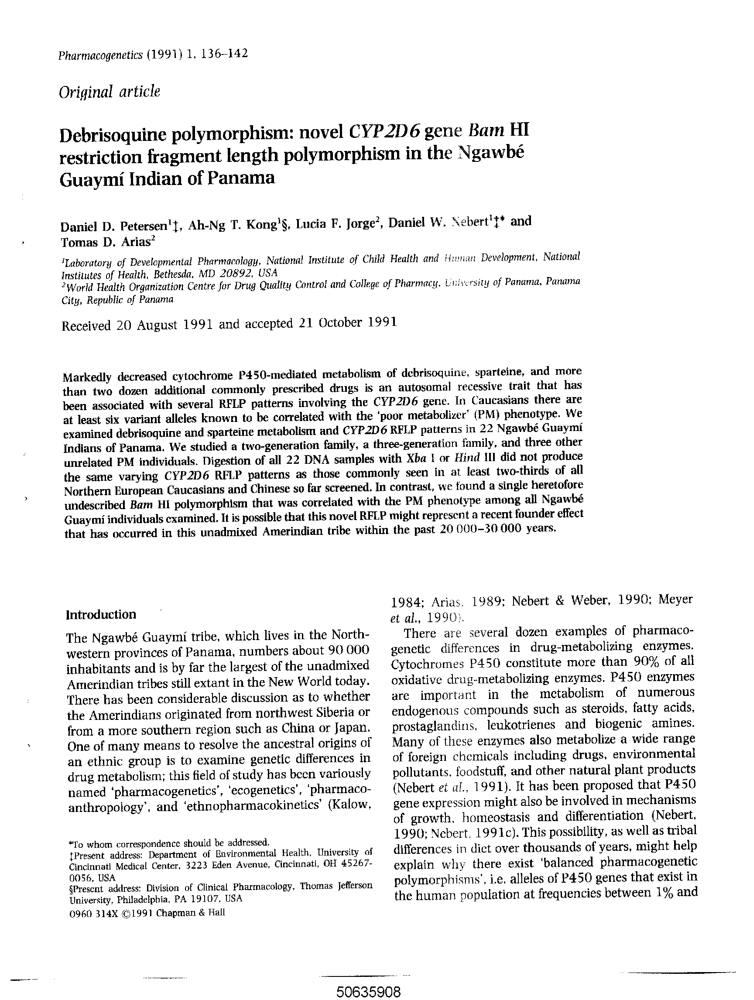 Pharmacogenetics (1991) 1, 136–142
Original article
Debrisoquine polymorphism: novel CYP2D6 gene Bam HI
restriction fragment length polymorphism in the Ngawbé
Guaymí Indian of Panama
Daniel D. Petersen¹‡, Ah-Ng T. Kong¹§, Lucia F. Jorge², Daniel W. Nebert¹‡* and
Tomas D. Arias²
¹Laboratory of Developmental Pharmacology, National Institute of Child Health and Human Development, National
Institutes of Health, Bethesda, MD 20892, USA
²World Health Organization Centre for Drug Quality Control and College of Pharmacy, University of Panama, Panama
City, Republic of Panama
Received 20 August 1991 and accepted 21 October 1991
Markedly decreased cytochrome P450-mediated metabolism of debrisoquine, sparteine, and more
than two dozen additional commonly prescribed drugs is an autosomal recessive trait that has
been associated with several RFLP patterns involving the CYP2D6 gene. In Caucasians there are
at least six variant alleles known to be correlated with the 'poor metabolizer' (PM) phenotype. We
examined debrisoquine and sparteine metabolism and CYP2D6 RFLP patterns in 22 Ngawbé Guaymí
Indians of Panama. We studied a two-generation family, a three-generation family, and three other
unrelated PM individuals. Digestion of all 22 DNA samples with Xba I or Hind III did not produce
the same varying CYP2D6 RFLP patterns as those commonly seen in at least two-thirds of all
Northern European Caucasians and Chinese so far screened. In contrast, we found a single heretofore
undescribed Bam HI polymorphism that was correlated with the PM phenotype among all Ngawbé
Guaymí individuals examined. It is possible that this novel RFLP might represent a recent founder effect
that has occurred in this unadmixed Amerindian tribe within the past 20 000–30 000 years.
Introduction
The Ngawbé Guaymí tribe, which lives in the North-
western provinces of Panama, numbers about 90 000
inhabitants and is by far the largest of the unadmixed
Amerindian tribes still extant in the New World today.
There has been considerable discussion as to whether
the Amerindians originated from northwest Siberia or
from a more southern region such as China or Japan.
One of many means to resolve the ancestral origins of
an ethnic group is to examine genetic differences in
drug metabolism; this field of study has been variously
named 'pharmacogenetics', 'ecogenetics', 'pharmaco-
anthropology', and 'ethnopharmacokinetics' (Kalow,
*To whom correspondence should be addressed.
‡Present address: Department of Environmental Health, University of
Cincinnati Medical Center, 3223 Eden Avenue, Cincinnati, OH 45267-
0056, USA
§Present address: Division of Clinical Pharmacology, Thomas Jefferson
University, Philadelphia, PA 19107, USA
0960 314X ©1991 Chapman & Hall
1984; Arias, 1989; Nebert & Weber, 1990; Meyer
et al., 1990).
There are several dozen examples of pharmaco-
genetic differences in drug-metabolizing enzymes.
Cytochromes P450 constitute more than 90% of all
oxidative drug-metabolizing enzymes. P450 enzymes
are important in the metabolism of numerous
endogenous compounds such as steroids, fatty acids,
prostaglandins, leukotrienes and biogenic amines.
Many of these enzymes also metabolize a wide range
of foreign chemicals including drugs, environmental
pollutants, foodstuff, and other natural plant products
(Nebert et al., 1991). It has been proposed that P450
gene expression might also be involved in mechanisms
of growth, homeostasis and differentiation (Nebert,
1990; Nebert, 1991c). This possibility, as well as tribal
differences in diet over thousands of years, might help
explain why there exist 'balanced pharmacogenetic
polymorphisms', i.e. alleles of P450 genes that exist in
the human population at frequencies between 1% and
50635908